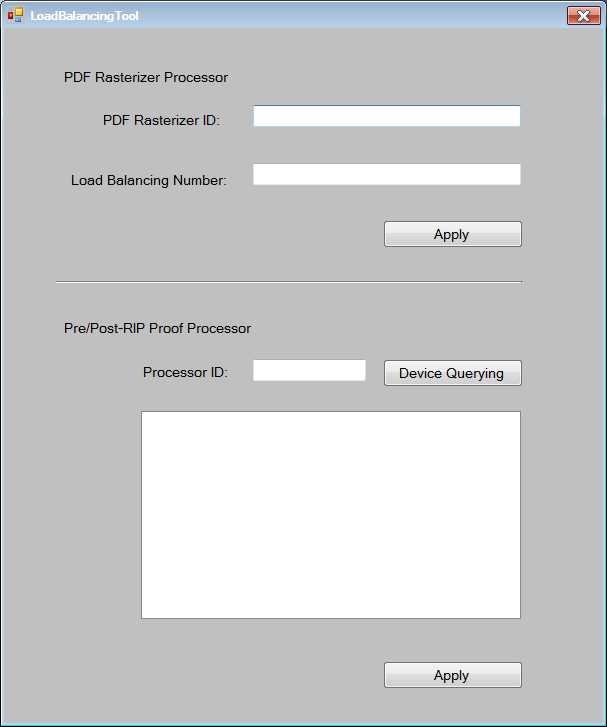 LoadBalancingTool
PDF Rasterizer Processor
PDF Rasterizer ID:
Load Balancing Number:
Apply
Pre/Post-RIP Proof Processor
Processor ID:
Device Querying
Apply